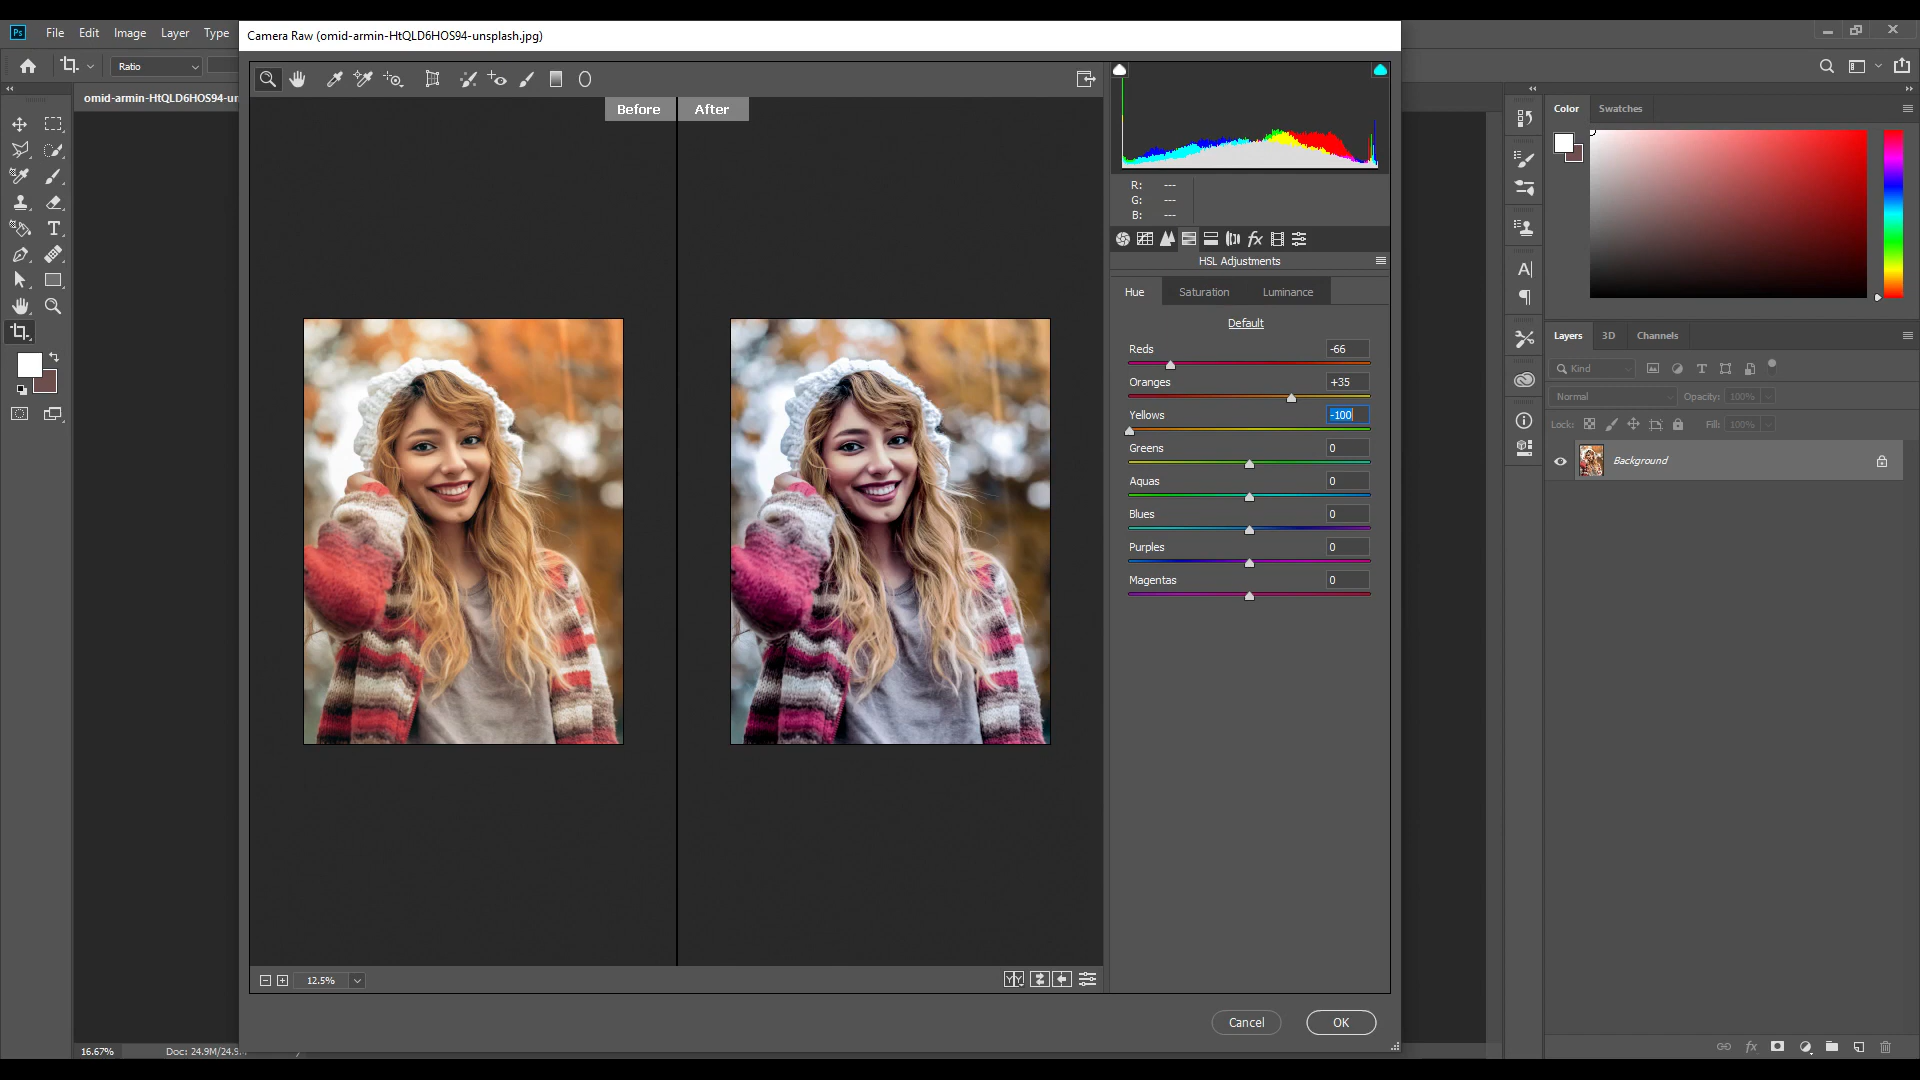 Ps File Edit Image Layer Type
Camera Raw (omid-armin-HtQLD6HOS94-unsplash.jpg)
Ratio
omid-armin-HtQLD6HOS94-un
Before After
R: ---
G: ---
B: ---
HSL Adjustments
Hue Saturation Luminance
Default
Reds -66
Oranges +35
Yellows -100
Greens 0
Aquas 0
Blues 0
Purples 0
Magentas 0
12.5%
Cancel OK
16.67% Doc: 24.9M/24.9
Color Swatches
Layers 3D Channels
Kind
Normal Opacity: 100%
Lock: Fill: 100%
Background